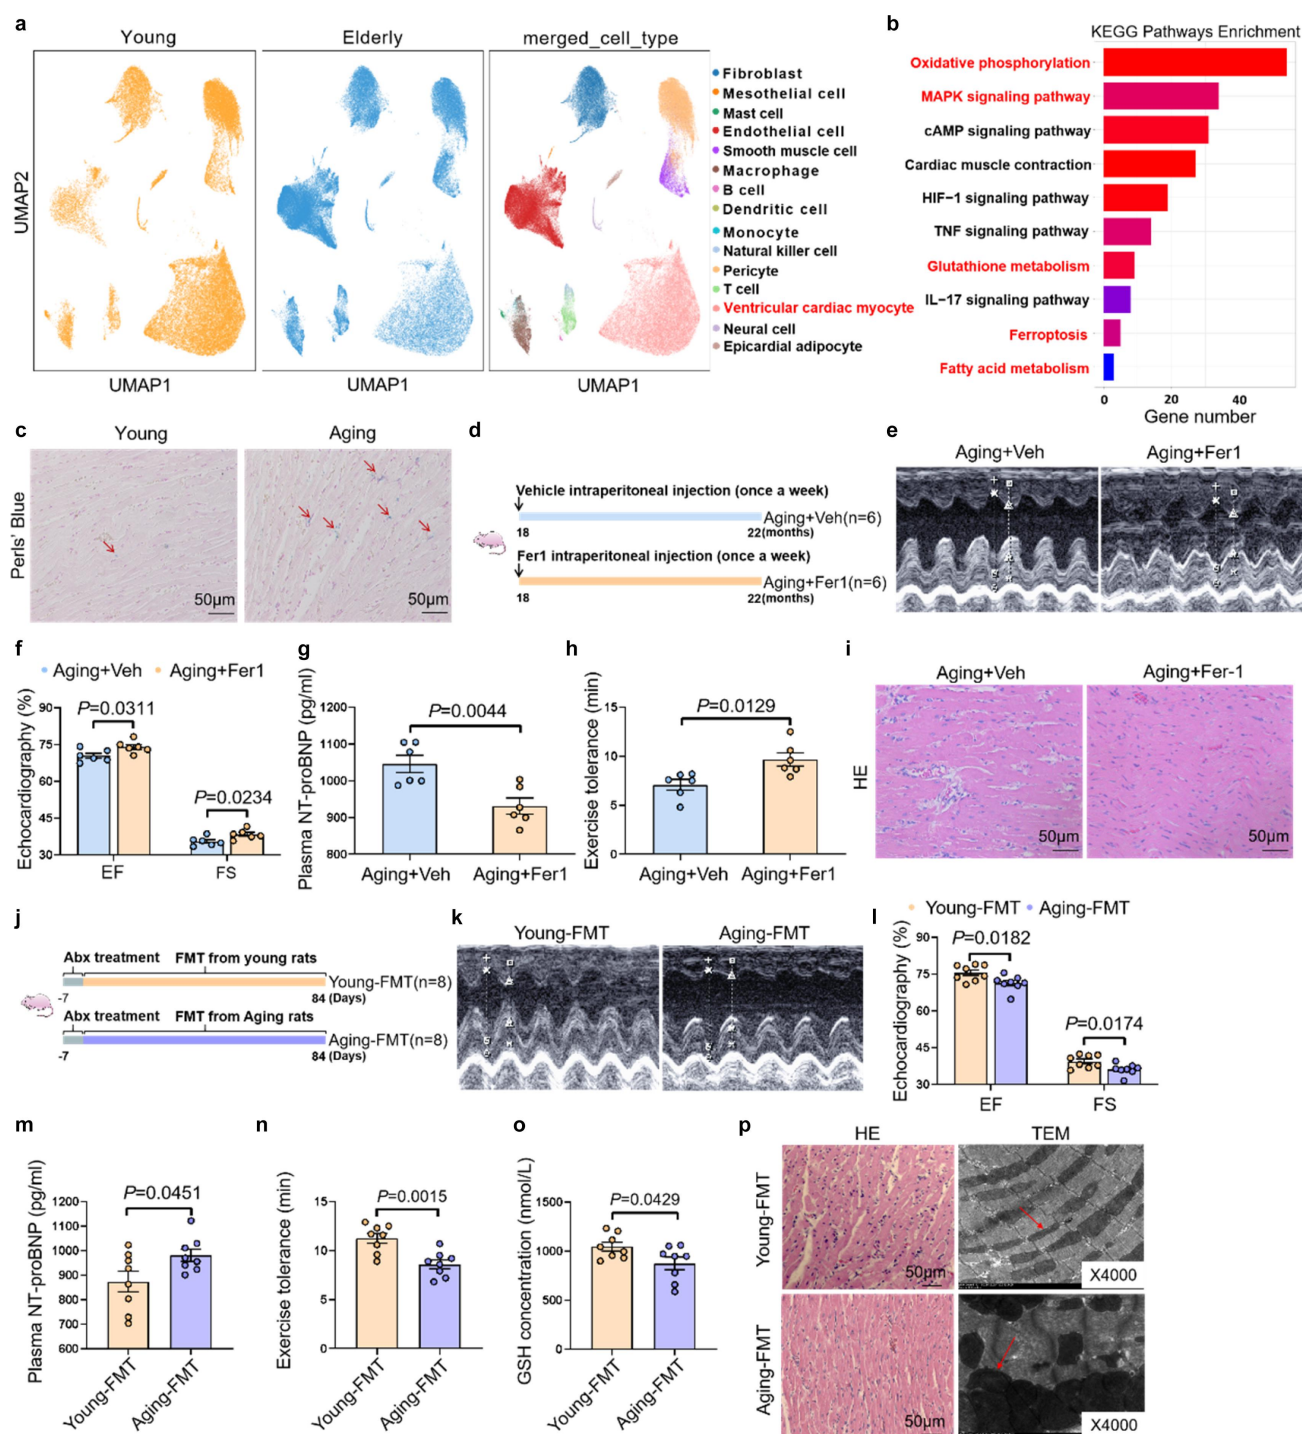 a
Young
Elderly
merged_cell_type
UMAP2
UMAP1
UMAP1
UMAP1
Fibroblast
Mesothelial cell
Mast cell
Endothelial cell
Smooth muscle cell
Macrophage
B cell
Dendritic cell
Monocyte
Natural killer cell
Pericyte
T cell
Ventricular cardiac myocyte
Neural cell
Epicardial adipocyte
b
KEGG Pathways Enrichment
Oxidative phosphorylation
MAPK signaling pathway
cAMP signaling pathway
Cardiac muscle contraction
HIF−1 signaling pathway
TNF signaling pathway
Glutathione metabolism
IL−17 signaling pathway
Ferroptosis
Fatty acid metabolism
0 20 40
Gene number
c
Young
Aging
Perls' Blue
50μm
50μm
d
Vehicle intraperitoneal injection (once a week)
Aging+Veh(n=6)
18 22(months)
Fer1 intraperitoneal injection (once a week)
Aging+Fer1(n=6)
18 22(months)
e
Aging+Veh
Aging+Fer1
f
Aging+Veh
Aging+Fer1
Echocardiography (%)
90
75
60
45
30
P=0.0311
P=0.0234
EF FS
g
Plasma NT-proBNP (pg/ml)
1200
1100
1000
900
800
P=0.0044
Aging+Veh Aging+Fer1
h
Exercise tolerance (min)
15
10
5
0
P=0.0129
Aging+Veh Aging+Fer1
i
Aging+Veh
Aging+Fer-1
HE
50μm
50μm
j
Abx treatment FMT from young rats
Young-FMT(n=8)
-7 84 (Days)
Abx treatment FMT from Aging rats
Aging-FMT(n=8)
-7 84 (Days)
k
Young-FMT
Aging-FMT
l
Young-FMT
Aging-FMT
Echocardiography (%)
90
75
60
45
30
P=0.0182
P=0.0174
EF FS
m
Plasma NT-proBNP (pg/ml)
1200
1100
1000
900
800
700
600
P=0.0451
Young-FMT
Aging-FMT
n
Exercise tolerance (min)
15
10
5
0
P=0.0015
Young-FMT
Aging-FMT
o
GSH concentration (nmol/L)
1500
1000
500
0
P=0.0429
Young-FMT
Aging-FMT
p
HE
TEM
Young-FMT
50μm
X4000
Aging-FMT
50μm
X4000